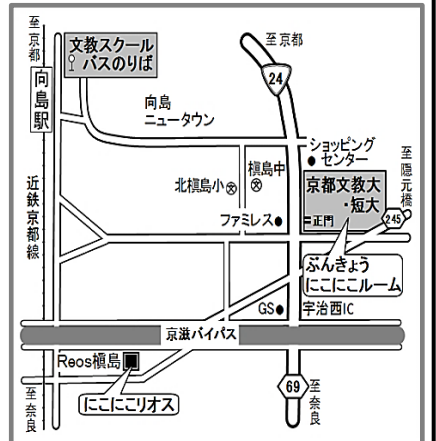 至京都
文教スクール
バスのりば
至京都
24
向島駅
向島
ニュータウン
ショッピング
センター
至隠元橋
槇島中
北槇島小
京都文教大
・短大
245
ファミレス
正門
近鉄京都線
ぶんきょう
にこにこルーム
GS
宇治西IC
京滋バイパス
Reos槇島
にこにこリオス
69
至奈良
至奈良